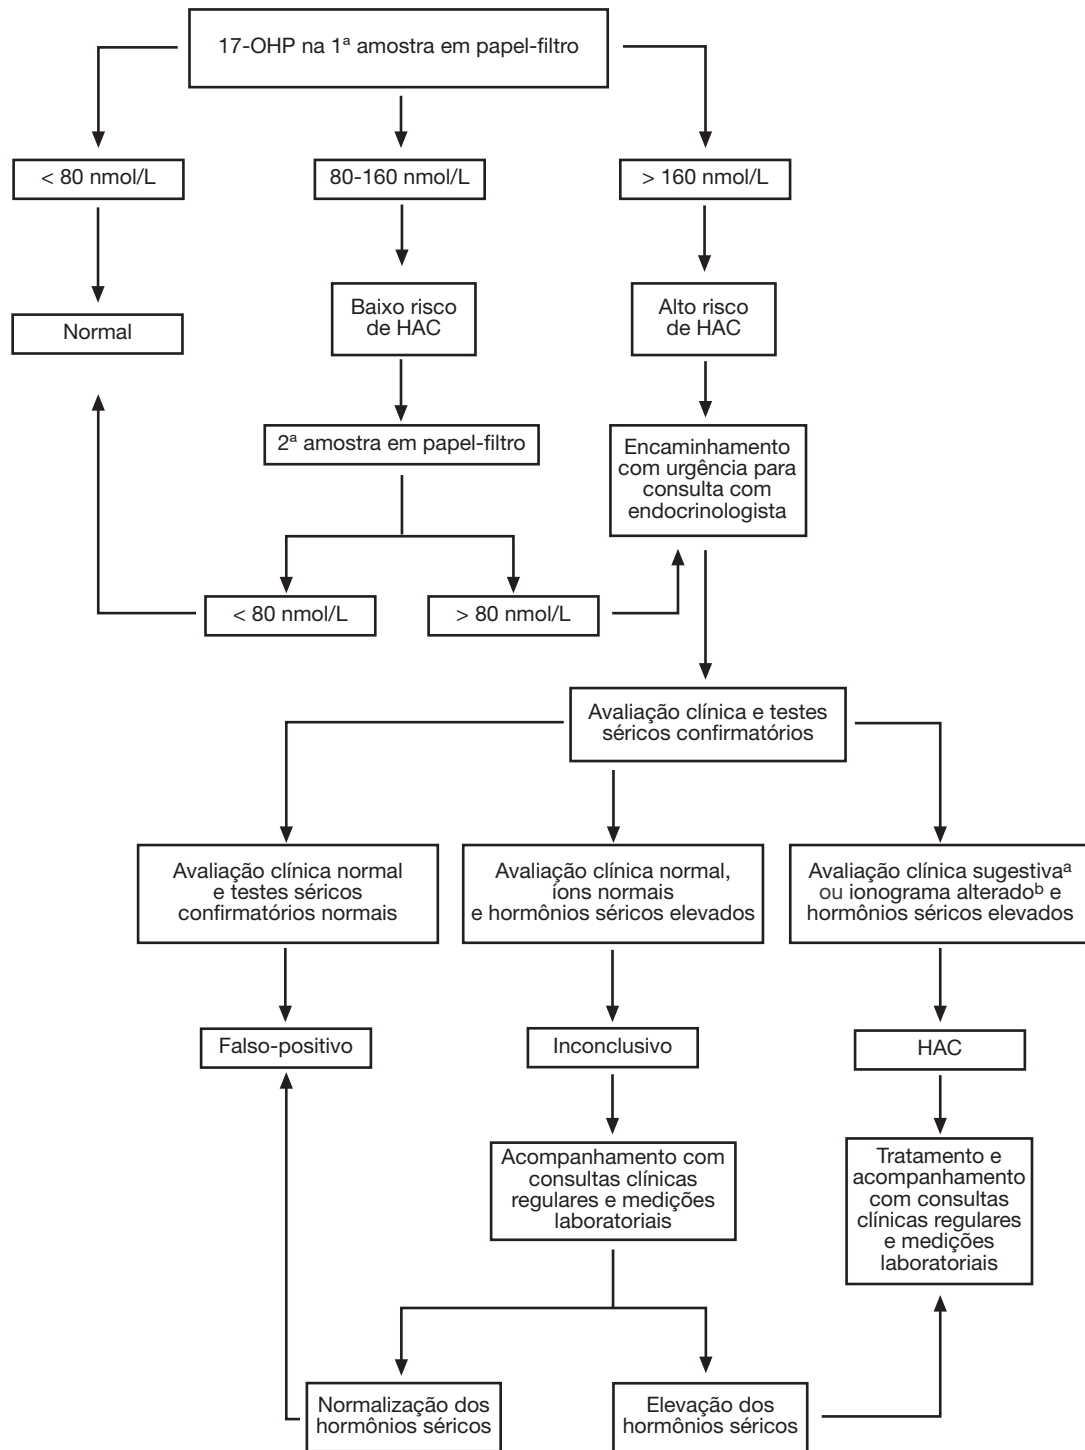 17-OHP na 1ª amostra em papel-filtro
< 80 nmol/L
80-160 nmol/L
> 160 nmol/L
Normal
Baixo risco
de HAC
Alto risco
de HAC
2ª amostra em papel-filtro
Encaminhamento
com urgência para
consulta com
endocrinologista
< 80 nmol/L
> 80 nmol/L
Avaliação clínica e testes
séricos confirmatórios
Avaliação clínica normal
e testes séricos
confirmatórios normais
Avaliação clínica normal,
íons normais
e hormônios séricos elevados
Avaliação clínica sugestivaª
ou ionograma alteradoᵇ e
hormônios séricos elevados
Falso-positivo
Inconclusivo
HAC
Acompanhamento com
consultas clínicas
regulares e medições
laboratoriais
Tratamento e
acompanhamento
com consultas
clínicas regulares
e medições
laboratoriais
Normalização dos
hormônios séricos
Elevação dos
hormônios séricos